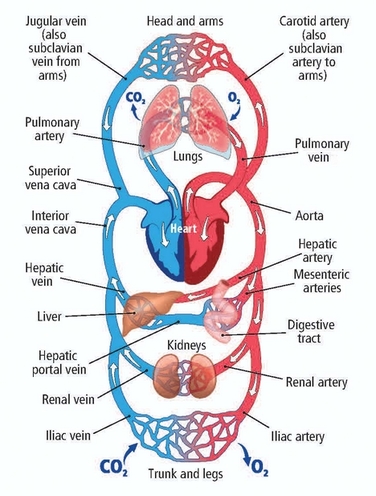 Jugular vein
(also
subclavian
vein from
arms)
Head and arms
Carotid artery
(also
subclavian
artery to
arms)
CO2
O2
Pulmonary
artery
Lungs
Pulmonary
vein
Superior
vena cava
Interior
vena cava
Heart
Aorta
Hepatic
artery
Hepatic
vein
Mesenteric
arteries
Liver
Digestive
tract
Kidneys
Hepatic
portal vein
Renal vein
Renal artery
Iliac vein
Iliac artery
CO2
O2
Trunk and legs